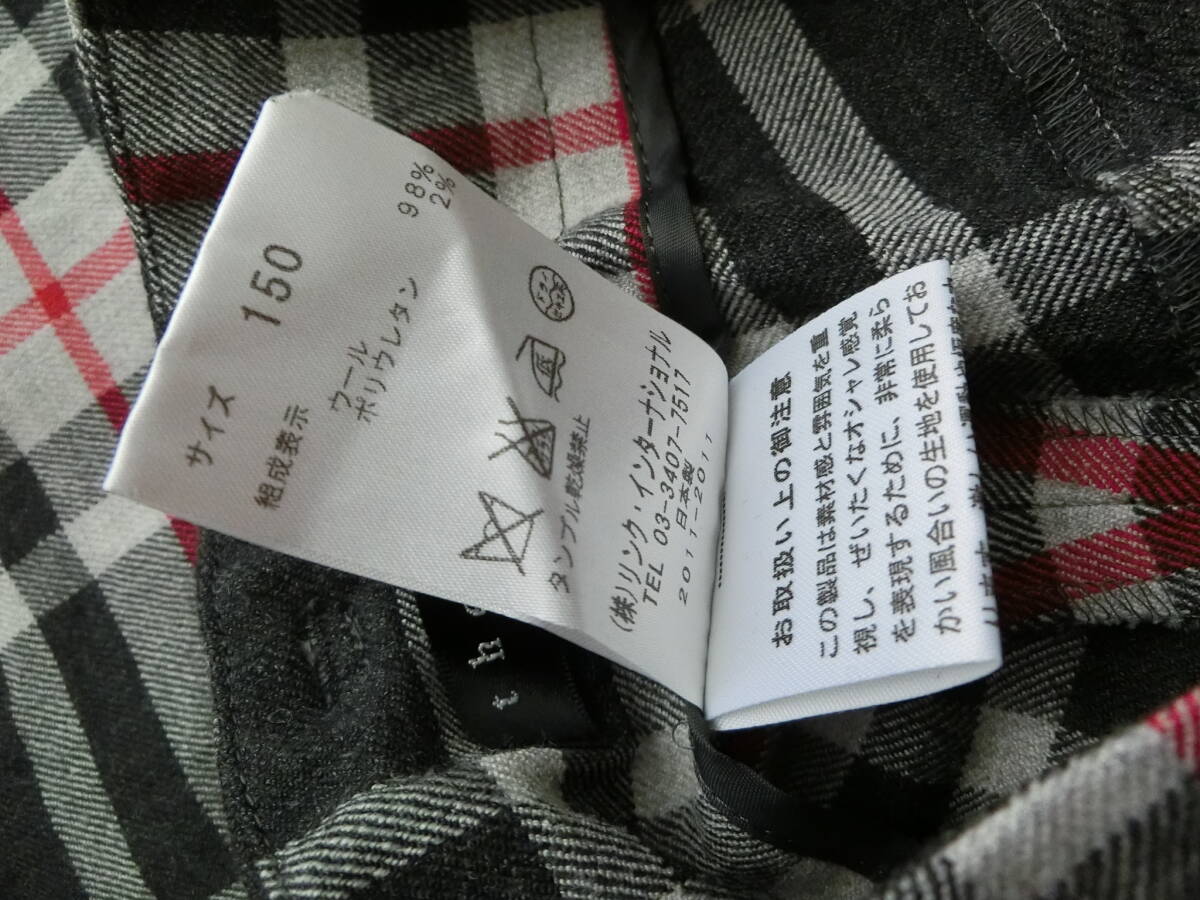 サイズ 150
組成表示
ウール 98%
ポリウレタン 2%
タンブル乾燥禁止
(株)リンク・インターナショナル
TEL 03-3407-7517
日本製
2011-2011
お取扱い上の御注意
この製品は素材感と雰囲気を重
視し、ぜいたくなオシャレ感覚
を表現するために、非常に柔ら
かい風合いの生地を使用してお
ります
th